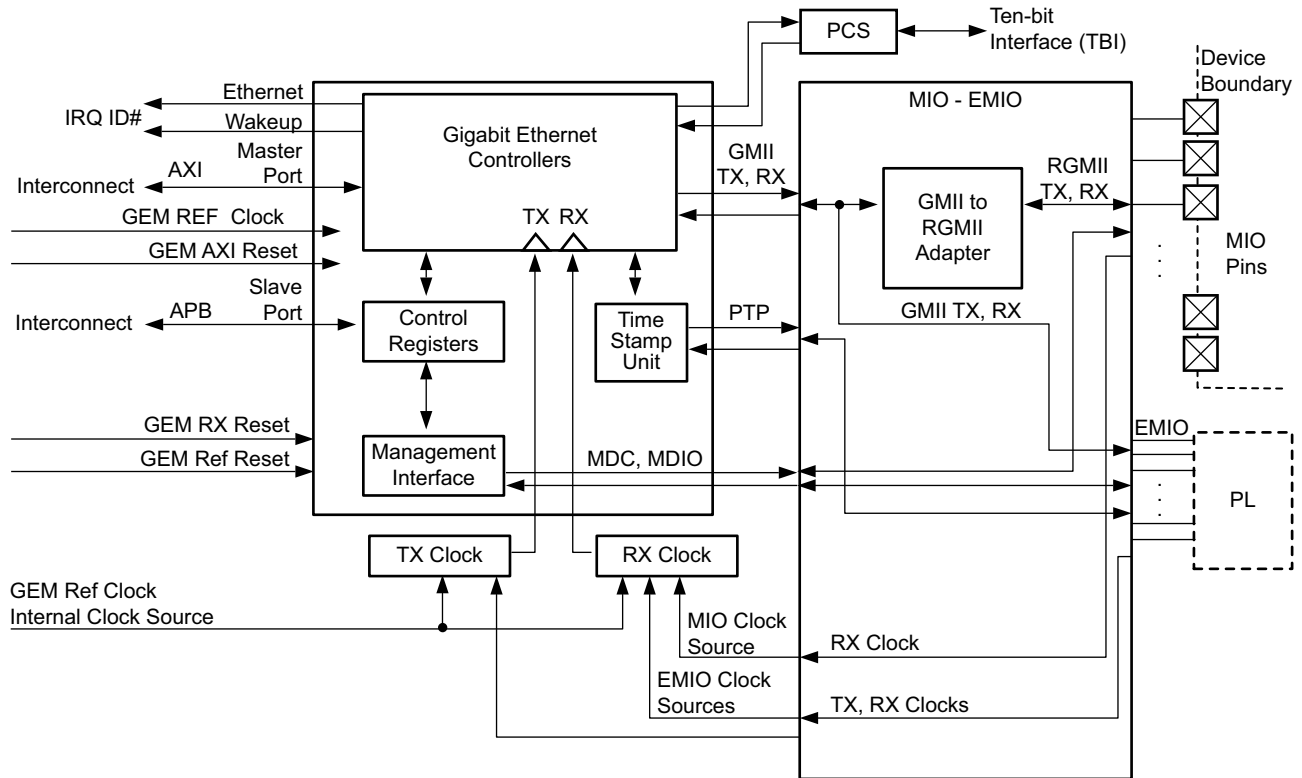 PCS
Ten-bit
Interface (TBI)
Device
Boundary
Ethernet
IRQ ID#
Wakeup
Gigabit Ethernet
Controllers
MIO - EMIO
Master
AXI
Port
Interconnect
GMII
TX, RX
RGMII
TX, RX
GMII to
RGMII
Adapter
GEM REF Clock
TX RX
GEM AXI Reset
MIO
Pins
Slave
APB
Port
Interconnect
Control
Registers
Time
Stamp
Unit
PTP
GMII TX, RX
GEM RX Reset
EMIO
GEM Ref Reset
Management
Interface
MDC, MDIO
PL
TX Clock
RX Clock
GEM Ref Clock
Internal Clock Source
MIO Clock
Source
RX Clock
EMIO Clock
Sources
TX, RX Clocks